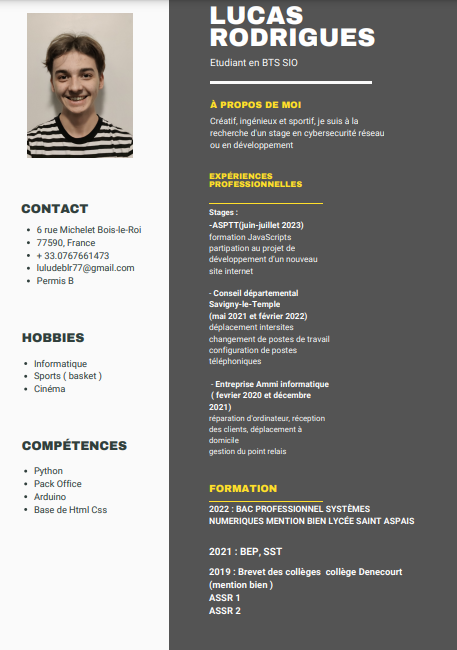 LUCAS
RODRIGUES
Etudiant en BTS SIO
À PROPOS DE MOI
Créatif, ingénieux et sportif, je suis à la
recherche d'un stage en cybersecurité réseau
ou en développement
EXPÉRIENCES
PROFESSIONNELLES
Stages :
-ASPTT(juin-juillet 2023)
formation JavaScripts
partipation au projet de
développement d'un nouveau
site internet
- Conseil départemental
Savigny-le-Temple
(mai 2021 et février 2022)
déplacement intersites
changement de postes de travail
configuration de postes
téléphoniques
- Entreprise Ammi informatique
( fevrier 2020 et décembre
2021)
réparation d'ordinateur, réception
des clients, déplacement à
domicile
gestion du point relais
FORMATION
2022 : BAC PROFESSIONNEL SYSTÈMES
NUMERIQUES MENTION BIEN LYCÉE SAINT ASPAIS
2021 : BEP, SST
2019 : Brevet des collèges collège Denecourt
(mention bien )
ASSR 1
ASSR 2
CONTACT
• 6 rue Michelet Bois-le-Roi
• 77590, France
• + 33.0767661473
• luludeblr77@gmail.com
• Permis B
HOBBIES
• Informatique
• Sports ( basket )
• Cinéma
COMPÉTENCES
• Python
• Pack Office
• Arduino
• Base de Html Css